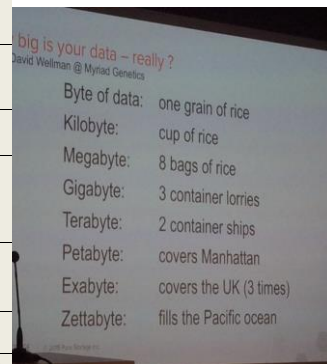 big is your data – really ?
David Wellman @ Myriad Genetics
Byte of data: one grain of rice
Kilobyte: cup of rice
Megabyte: 8 bags of rice
Gigabyte: 3 container lorries
Terabyte: 2 container ships
Petabyte: covers Manhattan
Exabyte: covers the UK (3 times)
Zettabyte: fills the Pacific ocean